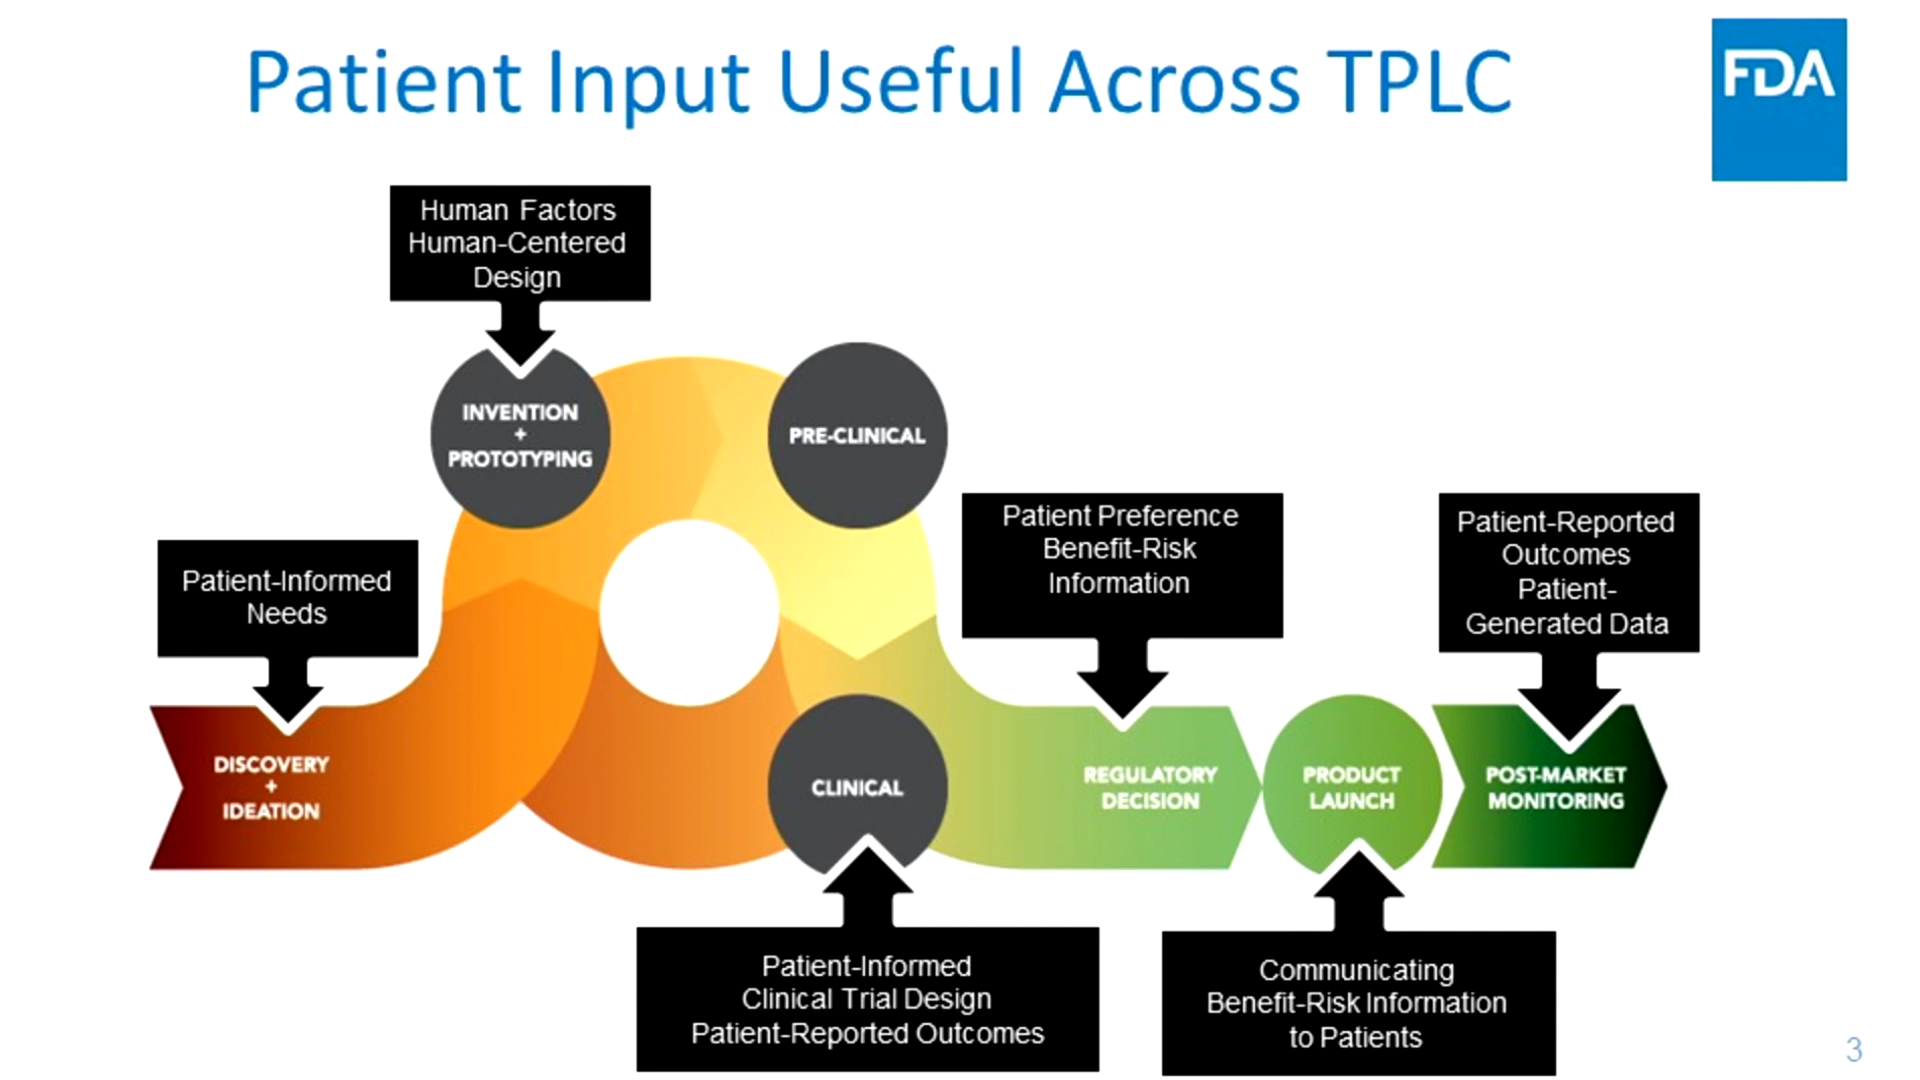 Patient Input Useful Across TPLC
FDA
Human Factors
Human-Centered
Design
INVENTION
+
PROTOTYPING
PRE-CLINICAL
Patient-Informed
Needs
Patient Preference
Benefit-Risk
Information
Patient-Reported
Outcomes
Patient-
Generated Data
DISCOVERY
+
IDEATION
CLINICAL
REGULATORY
DECISION
PRODUCT
LAUNCH
POST-MARKET
MONITORING
Patient-Informed
Clinical Trial Design
Patient-Reported Outcomes
Communicating
Benefit-Risk Information
to Patients
3